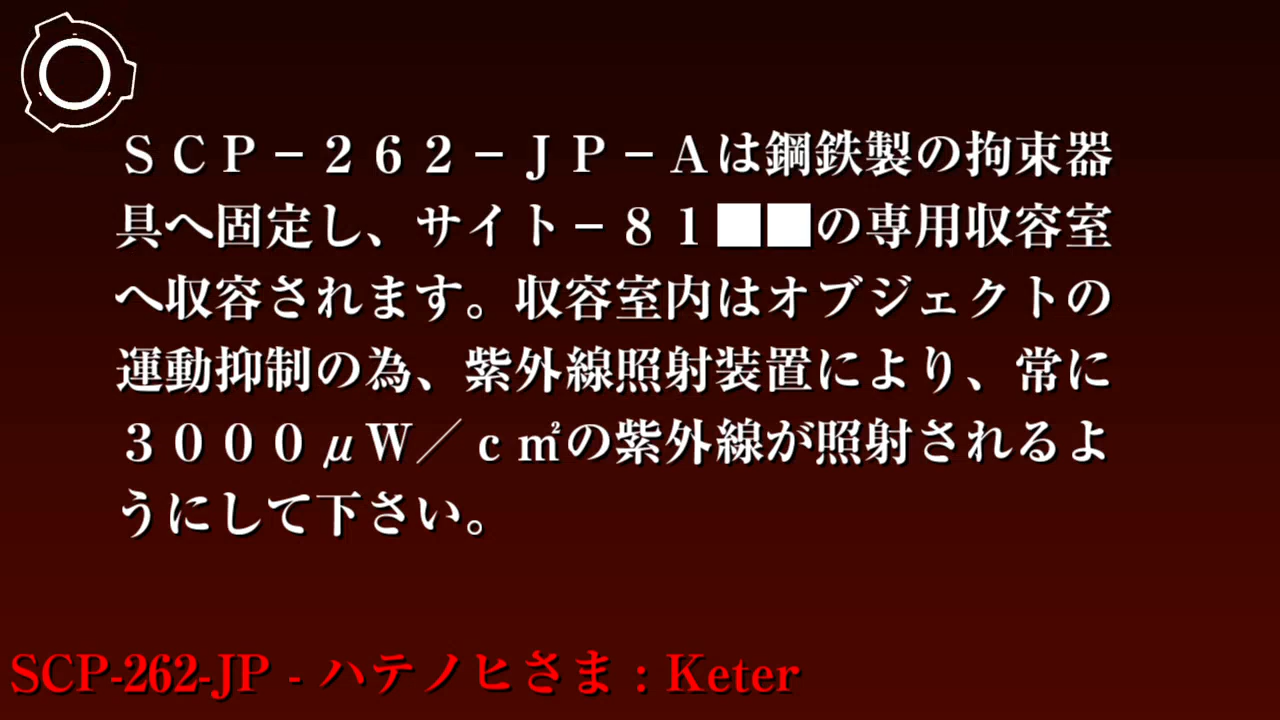 ＳＣＰ－２６２－ＪＰ－Ａは鋼鉄製の拘束器
具へ固定し、サイト－８１■■の専用収容室
へ収容されます。収容室内はオブジェクトの
運動抑制の為、紫外線照射装置により、常に
３０００μＷ／ｃ㎡の紫外線が照射されるよ
うにして下さい。
SCP-262-JP - ハテノヒさま : Keter